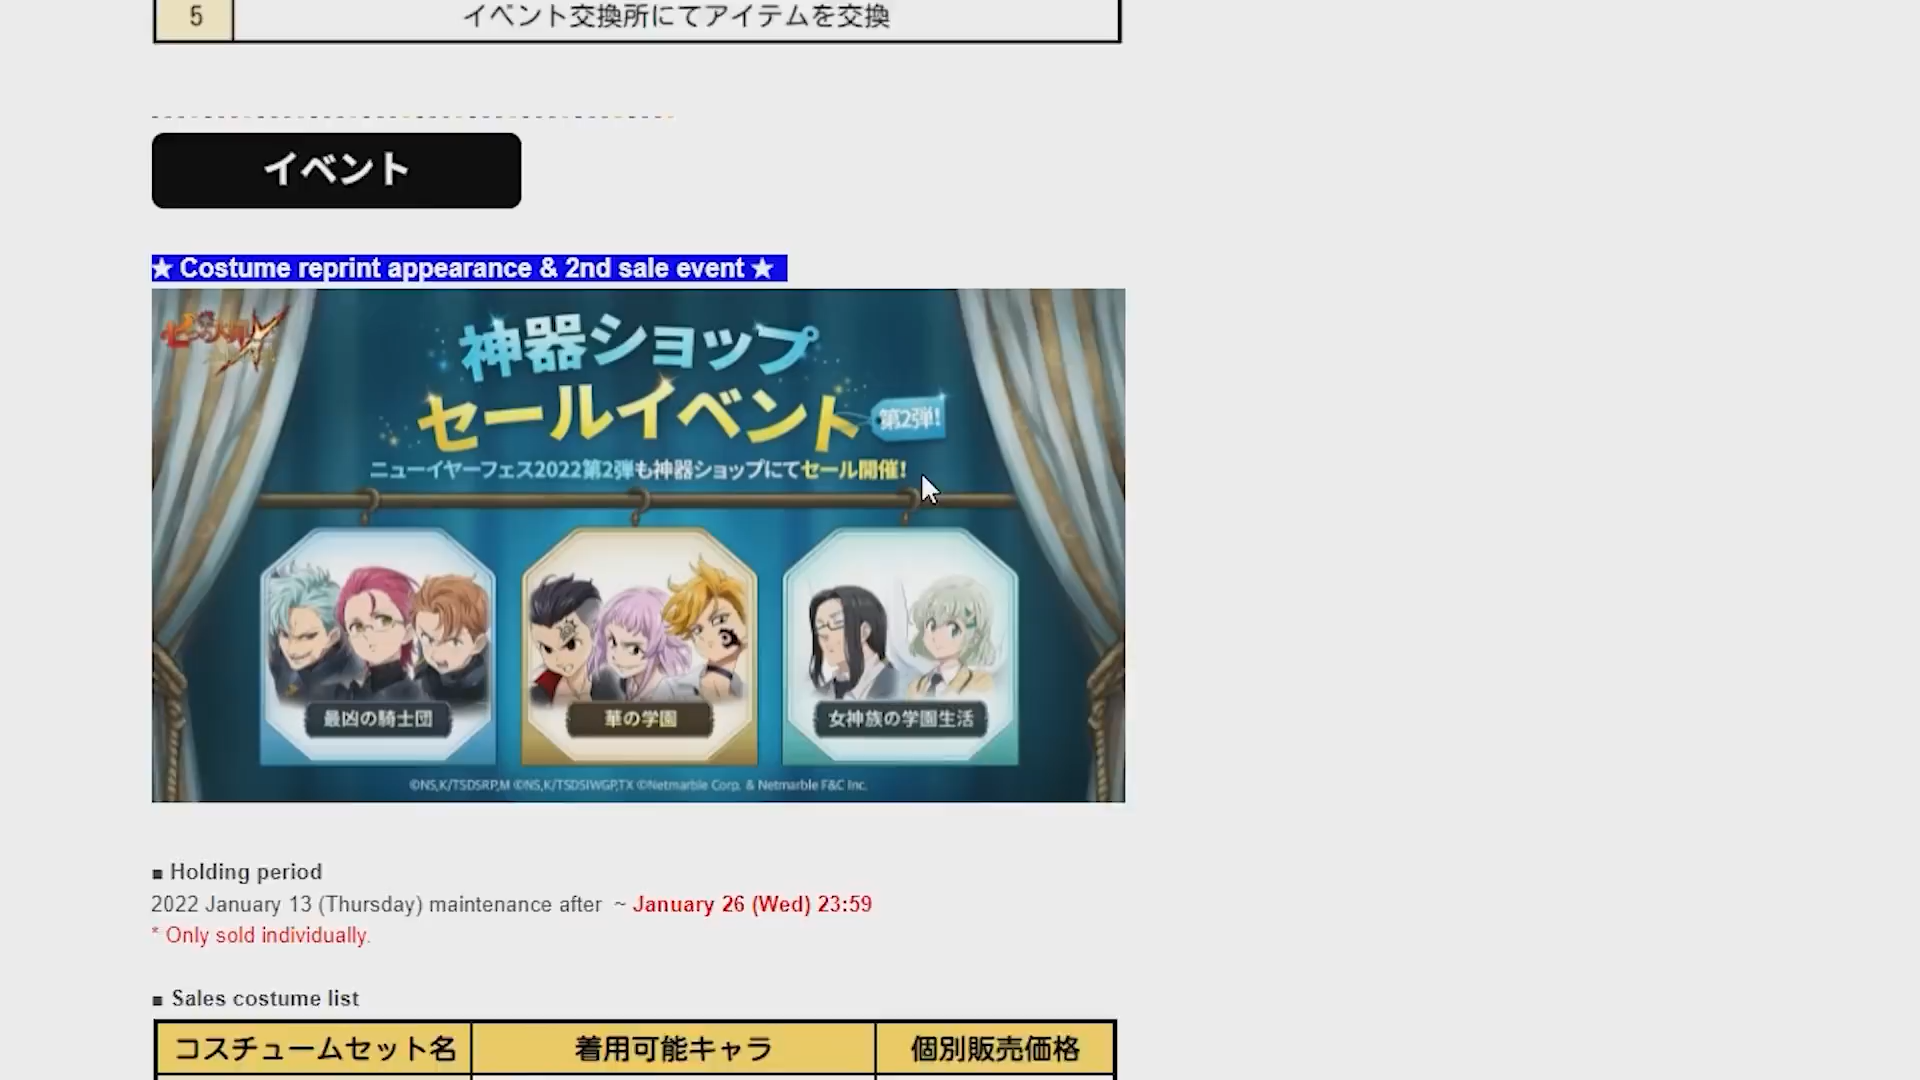 5 イベント交換所にてアイテムを交換
イベント
★ Costume reprint appearance & 2nd sale event ★
神器ショップ
セールイベント
第2弾!
ニューイヤーフェス2022第2弾も神器ショップにてセール開催!
最凶の騎士団
華の学園
女神族の学園生活
©NS,K/TSDSRP,M ©NS,K/TSDSIWGP,TX ©Netmarble Corp. & Netmarble F&C Inc.
■ Holding period
2022 January 13 (Thursday) maintenance after ~ January 26 (Wed) 23:59
* Only sold individually.
■ Sales costume list
コスチュームセット名 着用可能キャラ 個別販売価格